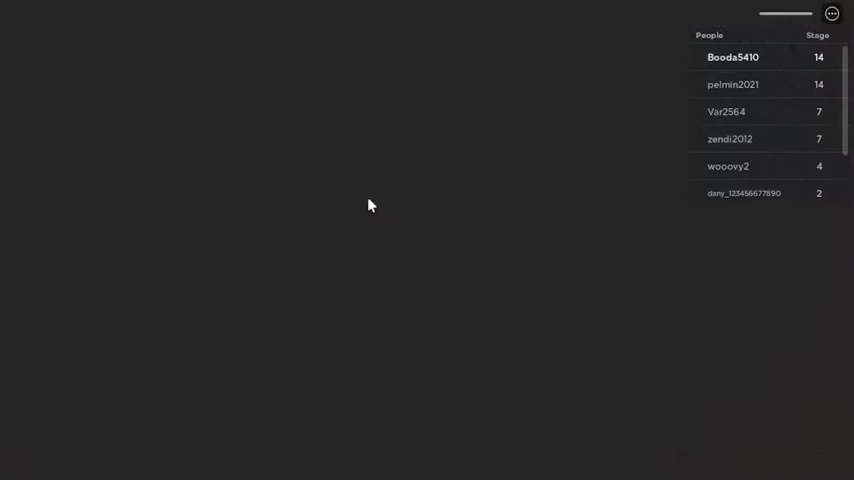 People Stage
Booda5410 14
pelmin2021 14
Var2564 7
zendi2012 7
wooovy2 4
dany_123456677890 2